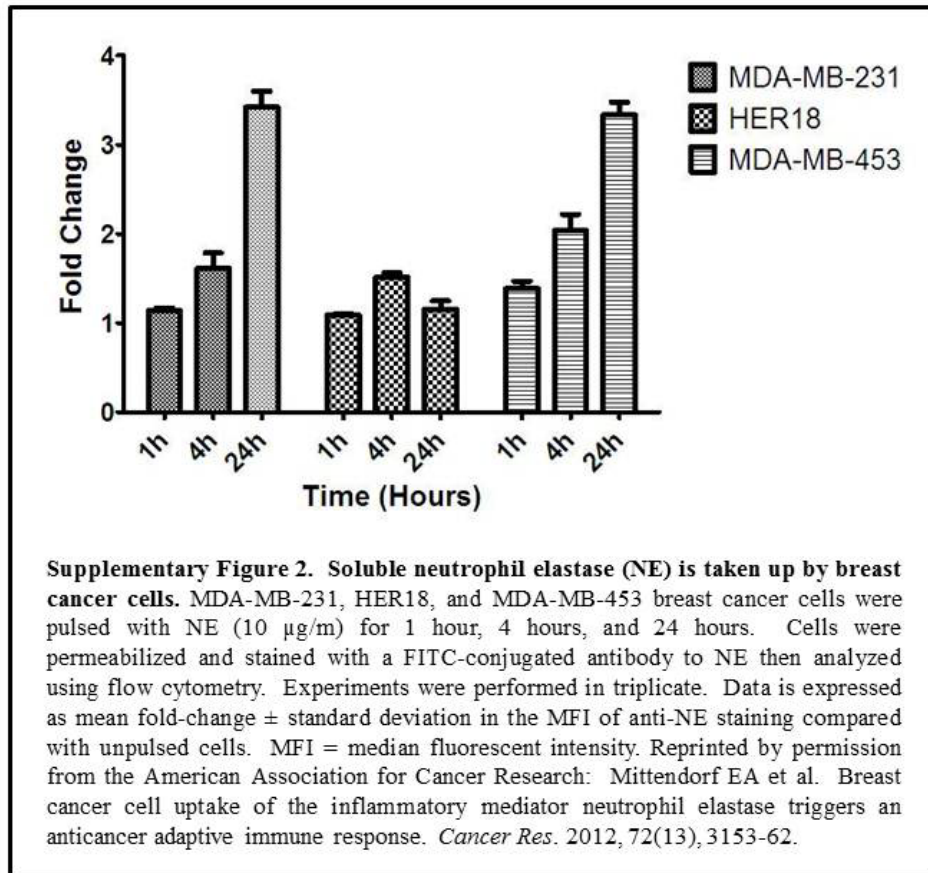 4
3
2
1
0
Fold Change
1h
4h
24h
1h
4h
24h
1h
4h
24h
Time (Hours)
MDA-MB-231
HER18
MDA-MB-453
Supplementary Figure 2. Soluble neutrophil elastase (NE) is taken up by breast
cancer cells. MDA-MB-231, HER18, and MDA-MB-453 breast cancer cells were
pulsed with NE (10 µg/m) for 1 hour, 4 hours, and 24 hours. Cells were
permeabilized and stained with a FITC-conjugated antibody to NE then analyzed
using flow cytometry. Experiments were performed in triplicate. Data is expressed
as mean fold-change ± standard deviation in the MFI of anti-NE staining compared
with unpulsed cells. MFI = median fluorescent intensity. Reprinted by permission
from the American Association for Cancer Research: Mittendorf EA et al. Breast
cancer cell uptake of the inflammatory mediator neutrophil elastase triggers an
anticancer adaptive immune response. Cancer Res. 2012, 72(13), 3153-62.